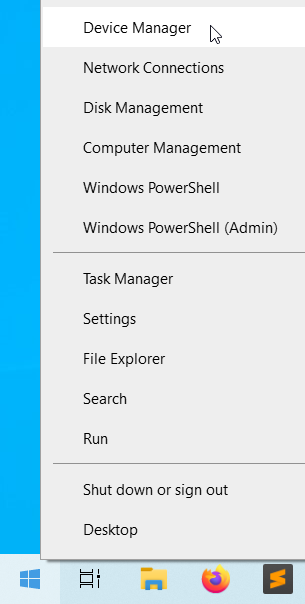 Device Manager
Network Connections
Disk Management
Computer Management
Windows PowerShell
Windows PowerShell (Admin)
Task Manager
Settings
File Explorer
Search
Run
Shut down or sign out
Desktop